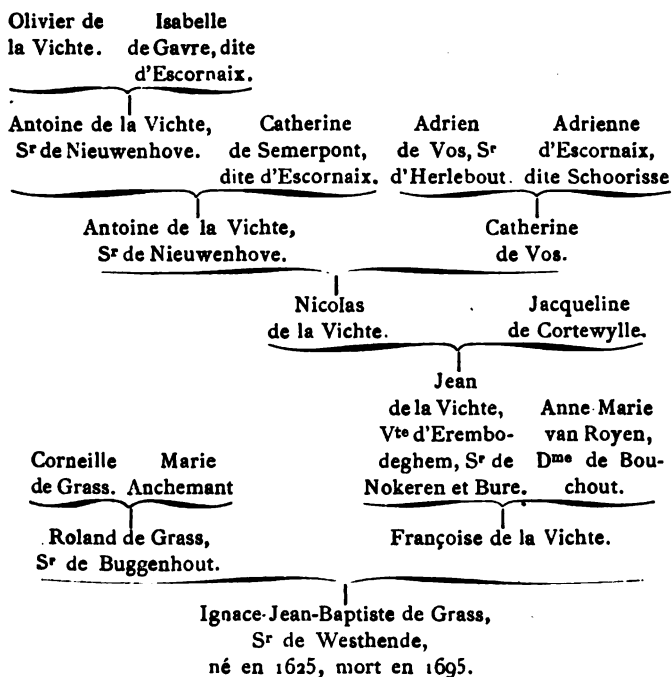 Olivier de Isabelle
la Vichte. de Gavre, dite
d'Escornaix.
Antoine de la Vichte, Catherine Adrien Adrienne
Sr de Nieuwenhove. de Semerpont, de Vos, Sr d'Escornaix,
dite d'Escornaix. d'Herlebout. dite Schoorisse
Antoine de la Vichte, Catherine
Sr de Nieuwenhove. de Vos.
Nicolas Jacqueline
de la Vichte. de Cortewylle.
Jean
de la Vichte, Anne-Marie
Vte d'Erembo- van Royen,
Corneille Marie deghem, Sr de Dme de Bou-
de Grass. Anchemant Nokeren et Bure. chout.
Roland de Grass, Françoise de la Vichte.
Sr de Buggenhout.
Ignace-Jean-Baptiste de Grass,
Sr de Westhende,
né en 1625, mort en 1695.